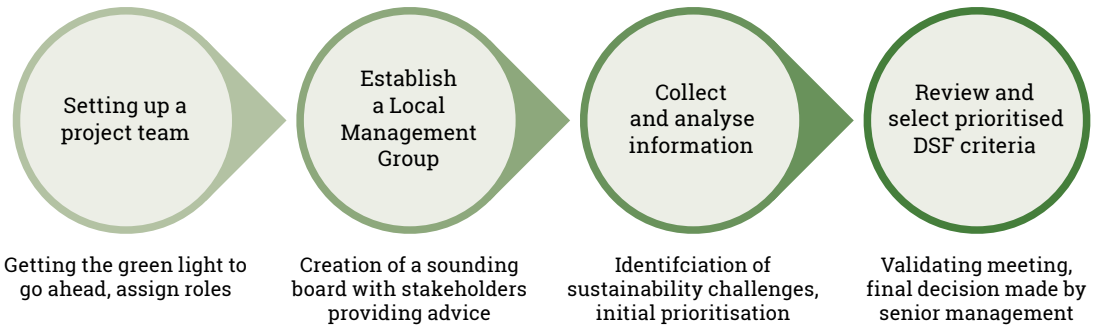 Setting up a
project team
Establish
a Local
Management
Group
Collect
and analyse
information
Review and
select prioritised
DSF criteria
Getting the green light to
go ahead, assign roles
Creation of a sounding
board with stakeholders
providing advice
Identifciation of
sustainability challenges,
initial prioritisation
Validating meeting,
final decision made by
senior management